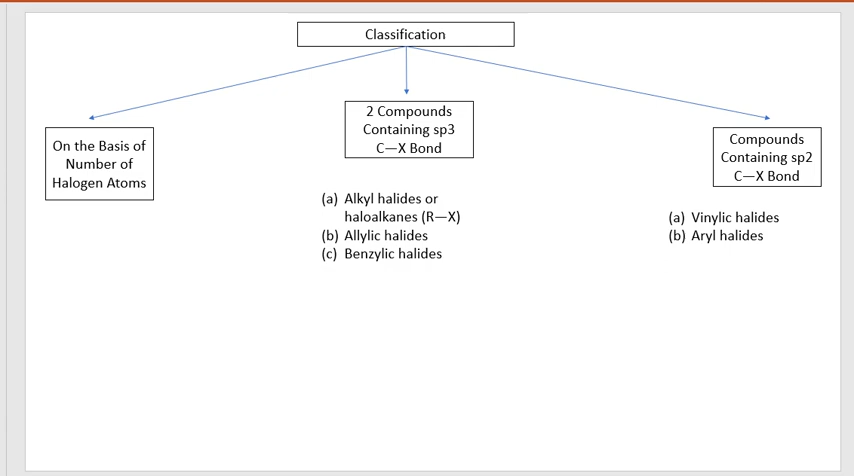 Classification
On the Basis of
Number of
Halogen Atoms
2 Compounds
Containing sp3
C—X Bond
(a) Alkyl halides or
haloalkanes (R—X)
(b) Allylic halides
(c) Benzylic halides
Compounds
Containing sp2
C—X Bond
(a) Vinylic halides
(b) Aryl halides